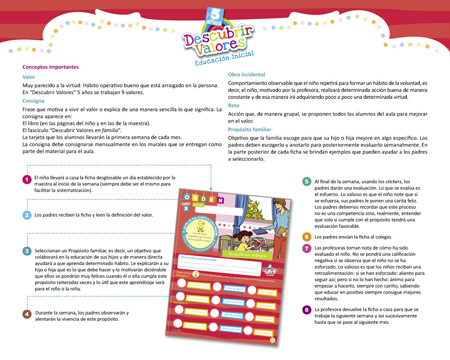 5
Descubrir
Valores
Educación inicial
Conceptos importantes
Valor
Muy parecido a la virtud: Hábito operativo bueno que está arraigado en la persona.
En "Descubrir Valores" 5 años se trabajan 9 valores.
Consigna
Frase que motiva a vivir el valor o explica de una manera sencilla lo que significa. La
consigna aparece en:
El libro (en las páginas del niño y en las de la maestra).
El fascículo "Descubrir Valores en familia".
La tarjeta que los alumnos llevarán la primera semana de cada mes.
La consigna debe consignarse mensualmente en los murales que se entregan como
parte del material para el aula.
Obra incidental
Comportamiento observable que el niño repetirá para formar un hábito de la voluntad, es
decir, el niño, motivado por la profesora, realizará determinada acción buena de manera
constante y de esa manera irá adquiriendo poco a poco una determinada virtud.
Reto
Acción que, de manera grupal, se proponen todos los alumnos del aula para mejorar
en el valor.
Propósito familiar
Objetivo que la familia escoge para que su hijo o hija mejore en algo específico. Los
padres deben escogerlo y anotarlo para posteriormente evaluarlo semanalmente. En
la parte posterior de cada ficha se brindan ejemplos que pueden ayudar a los padres
a seleccionarlo.
1 El niño llevará a casa la ficha desglosable un día establecido por la
maestra al inicio de la semana (siempre debe ser el mismo para
facilitar la sistematización).
2 Los padres reciben la ficha y leen la definición del valor.
3 Seleccionan un Propósito familiar, es decir, un objetivo que
colaborará en la educación de sus hijos y de manera directa
ayudará a que aprenda determinado hábito. Le explicarán a su
hijo o hija qué es lo que debe hacer y lo motivarán diciéndole
que ellos se pondrán muy felices cuando él o ella cumpla este
propósito reiteradas veces y lo útil que este aprendizaje será
para el niño o la niña.
4 Durante la semana, los padres observarán y
alentarán la vivencia de este propósito.
ORDEN
5 Al final de la semana, usando los stickers, los
padres darán una evaluación. Lo que se evalúa es
el esfuerzo. Lo valioso es que el niño note que si
se esfuerza, sus padres le ponen una carita feliz.
Los padres deberán recordar que este proceso
no es una competencia sino, realmente, entender
que solo si cumple con el propósito tendrá una
evaluación favorable.
6 Los padres envían la ficha al colegio.
7 Las profesoras toman nota de cómo ha sido
evaluado el niño. No se pondrá una calificación
negativa si se observa que el niño no se ha
esforzado. Lo valioso es que los niños reciban una
retroalimentación: si se han esforzado: aliento para
seguir así; pero si no lo han hecho: ánimo para
empezar a hacerlo, siempre con cariño, sabiendo
que educar en positivo siempre consigue mejores
resultados.
8 La profesora devuelve la ficha a casa para que se
trabaje la siguiente semana y así sucesivamente
hasta que se pase al siguiente mes.